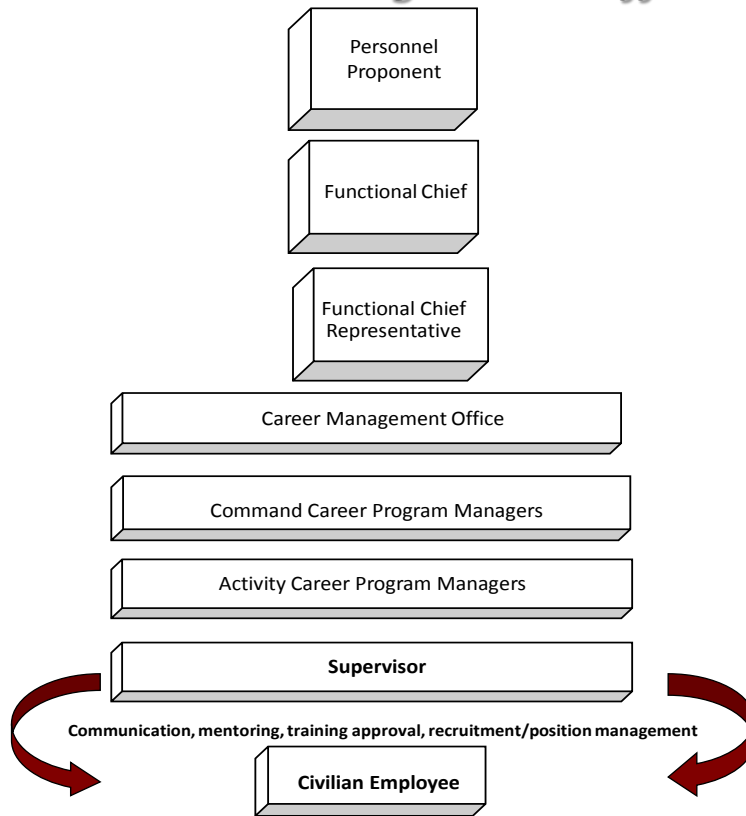 Personnel
Proponent
Functional Chief
Functional Chief
Representative
Career Management Office
Command Career Program Managers
Activity Career Program Managers
Supervisor
Communication, mentoring, training approval, recruitment/position management
Civilian Employee